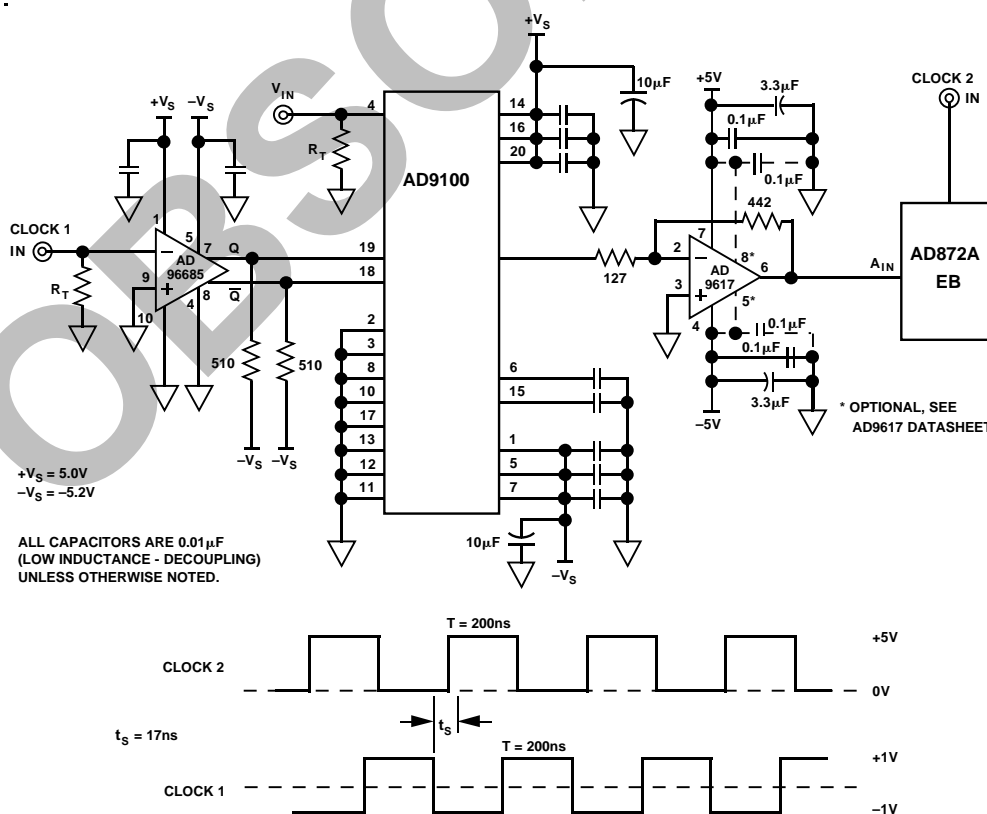 OBSO
+VS
10µF
+5V
3.3µF
0.1µF
0.1µF
CLOCK 2
IN
VIN
4
RT
14
16
20
AD9100
+VS
–VS
CLOCK 1
IN
RT
1
5
7
Q
AD
96685
9
10
4
8
Q
19
18
510
510
–VS
–VS
2
3
8
10
17
13
12
11
6
15
1
5
7
10µF
–VS
127
442
7
2
8*
AD
9617
6
3
5*
4
0.1µF
0.1µF
3.3µF
–5V
AIN
AD872A
EB
* OPTIONAL, SEE
AD9617 DATASHEET
+VS = 5.0V
–VS = –5.2V
ALL CAPACITORS ARE 0.01µF
(LOW INDUCTANCE - DECOUPLING)
UNLESS OTHERWISE NOTED.
T = 200ns
CLOCK 2
+5V
0V
tS
tS = 17ns
T = 200ns
CLOCK 1
+1V
–1V